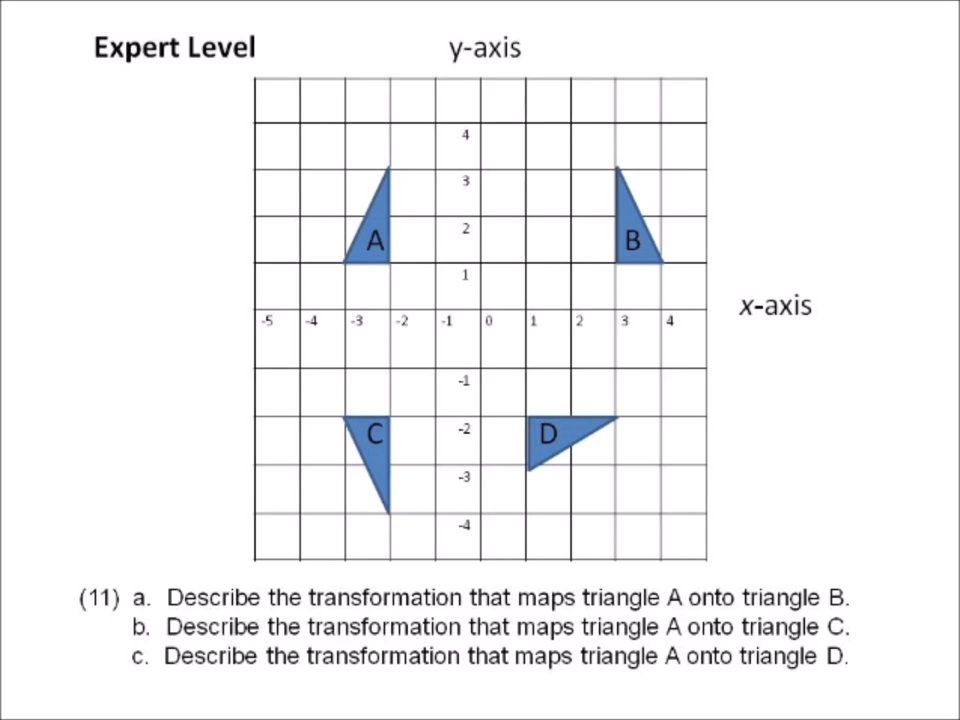 Expert Level
y-axis
4
3
A
B
2
1
x-axis
-5 -4 -3 -2 -1 0 1 2 3 4
-1
C
D
-2
-3
-4
(11) a. Describe the transformation that maps triangle A onto triangle B.
b. Describe the transformation that maps triangle A onto triangle C.
c. Describe the transformation that maps triangle A onto triangle D.